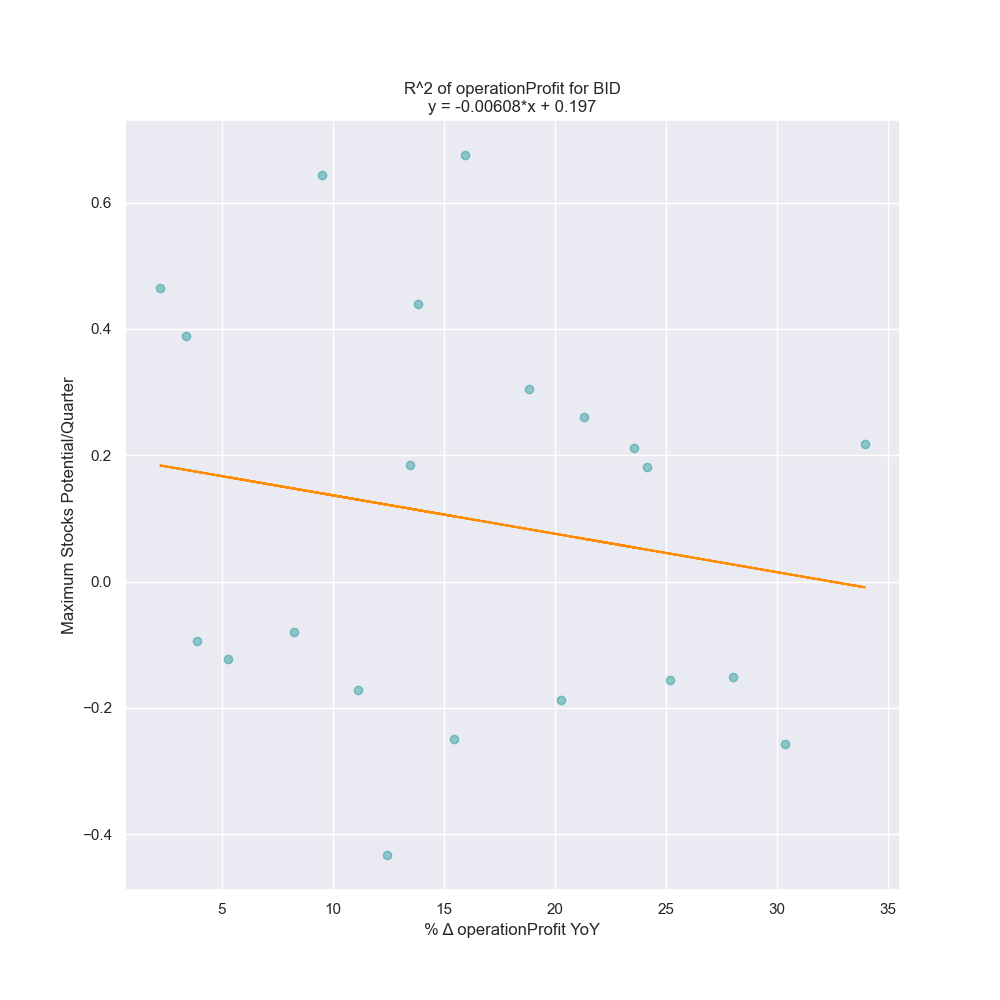 R^2 of operationProfit for BID
y = -0.00608*x + 0.197
Maximum Stocks Potential/Quarter
0.6
0.4
0.2
0.0
−0.2
−0.4
5 10 15 20 25 30 35
% Δ operationProfit YoY